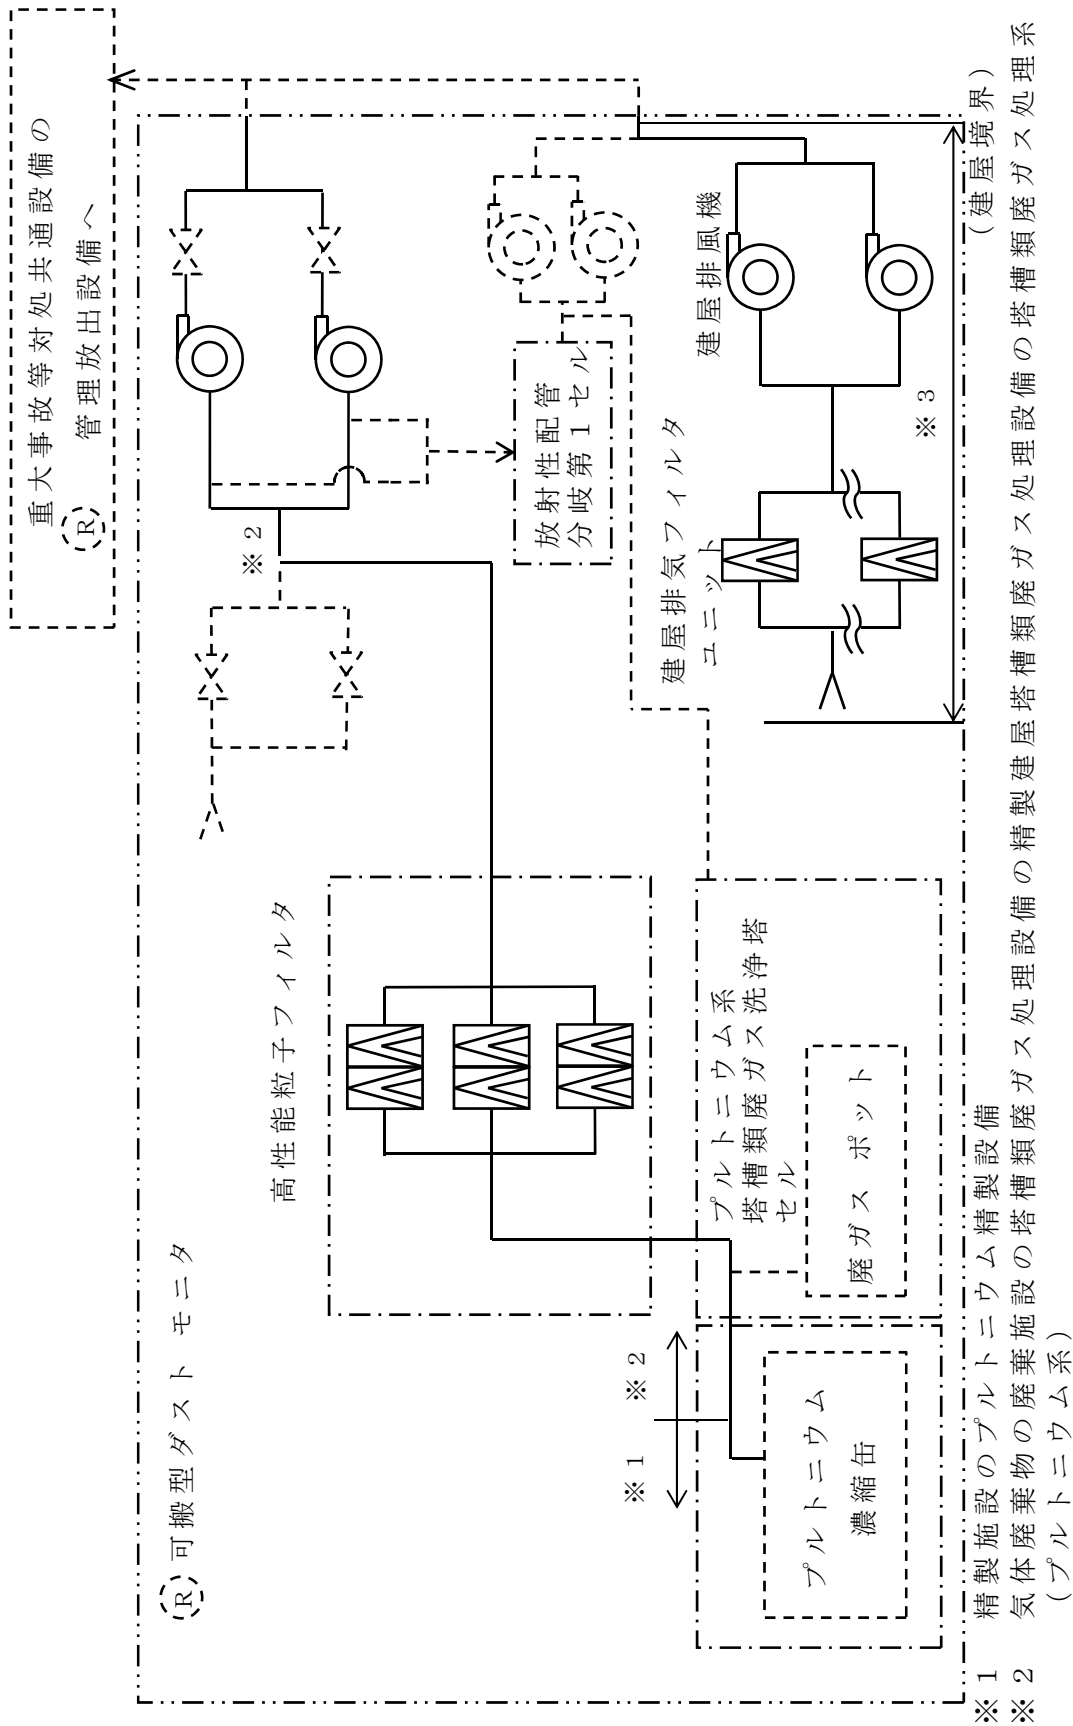 重大事故等対処共通設備の
管理放出設備へ
R
※2
放射性配管
分岐第1セル
建屋排風機
建屋排気フィルタ
ユニット
※3
(建屋境界)
高性能粒子フィルタ
R 可搬型ダスト モニタ
プルトニウム系
塔槽類廃ガス洗浄塔
セル
廃ガス ポット
※1 ※2
プルトニウム
濃縮缶
※1 精製施設のプルトニウム精製設備
※2 気体廃棄物の廃棄施設の塔槽類廃ガス処理設備の精製建屋塔槽類廃ガス処理設備の塔槽類廃ガス処理系
(プルトニウム系)